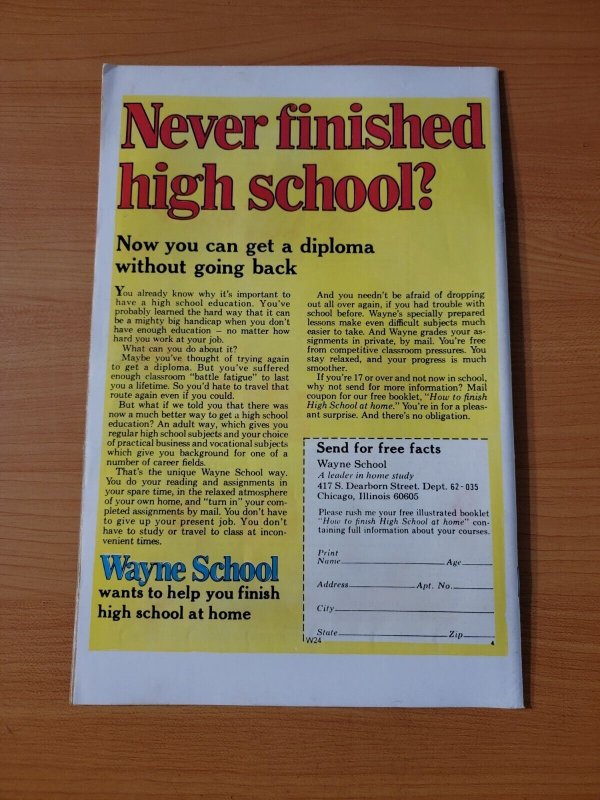 Never finished
high school?
Now you can get a diploma
without going back
You already know why it's important to
have a high school education. You've
probably learned the hard way that it can
be a mighty big handicap when you don't
have enough education – no matter how
hard you work at your job.
What can you do about it?
Maybe you've thought of trying again
to get a diploma. But you've suffered
enough classroom "battle fatigue" to last
you a lifetime. So you'd hate to travel that
route again even if you could.
But what if we told you that there was
now a much better way to get a high school
education? An adult way, which gives you
regular high school subjects and your choice
of practical business and vocational subjects
which give you background for one of a
number of career fields.
That's the unique Wayne School way.
You do your reading and assignments in
your spare time, in the relaxed atmosphere
of your own home, and "turn in" your com-
pleted assignments by mail. You don't have
to give up your present job. You don't
have to study or travel to class at incon-
venient times.
Wayne School
wants to help you finish
high school at home
And you needn't be afraid of dropping
out all over again, if you had trouble with
school before. Wayne's specially prepared
lessons make even difficult subjects much
easier to take. And Wayne grades your as-
signments in private, by mail. You're free
from competitive classroom pressures. You
stay relaxed, and your progress is much
smoother.
If you're 17 or over and not now in school,
why not send for more information? Mail
coupon for our free booklet, "How to finish
High School at home." You're in for a pleas-
ant surprise. And there's no obligation.
Send for free facts
Wayne School
A leader in home study
417 S. Dearborn Street. Dept. 62-035
Chicago, Illinois 60605
Please rush me your free illustrated booklet
"How to finish High School at home" con-
taining full information about your courses.
Print
Name Age
Address Apt. No.
City
State Zip
W24 4